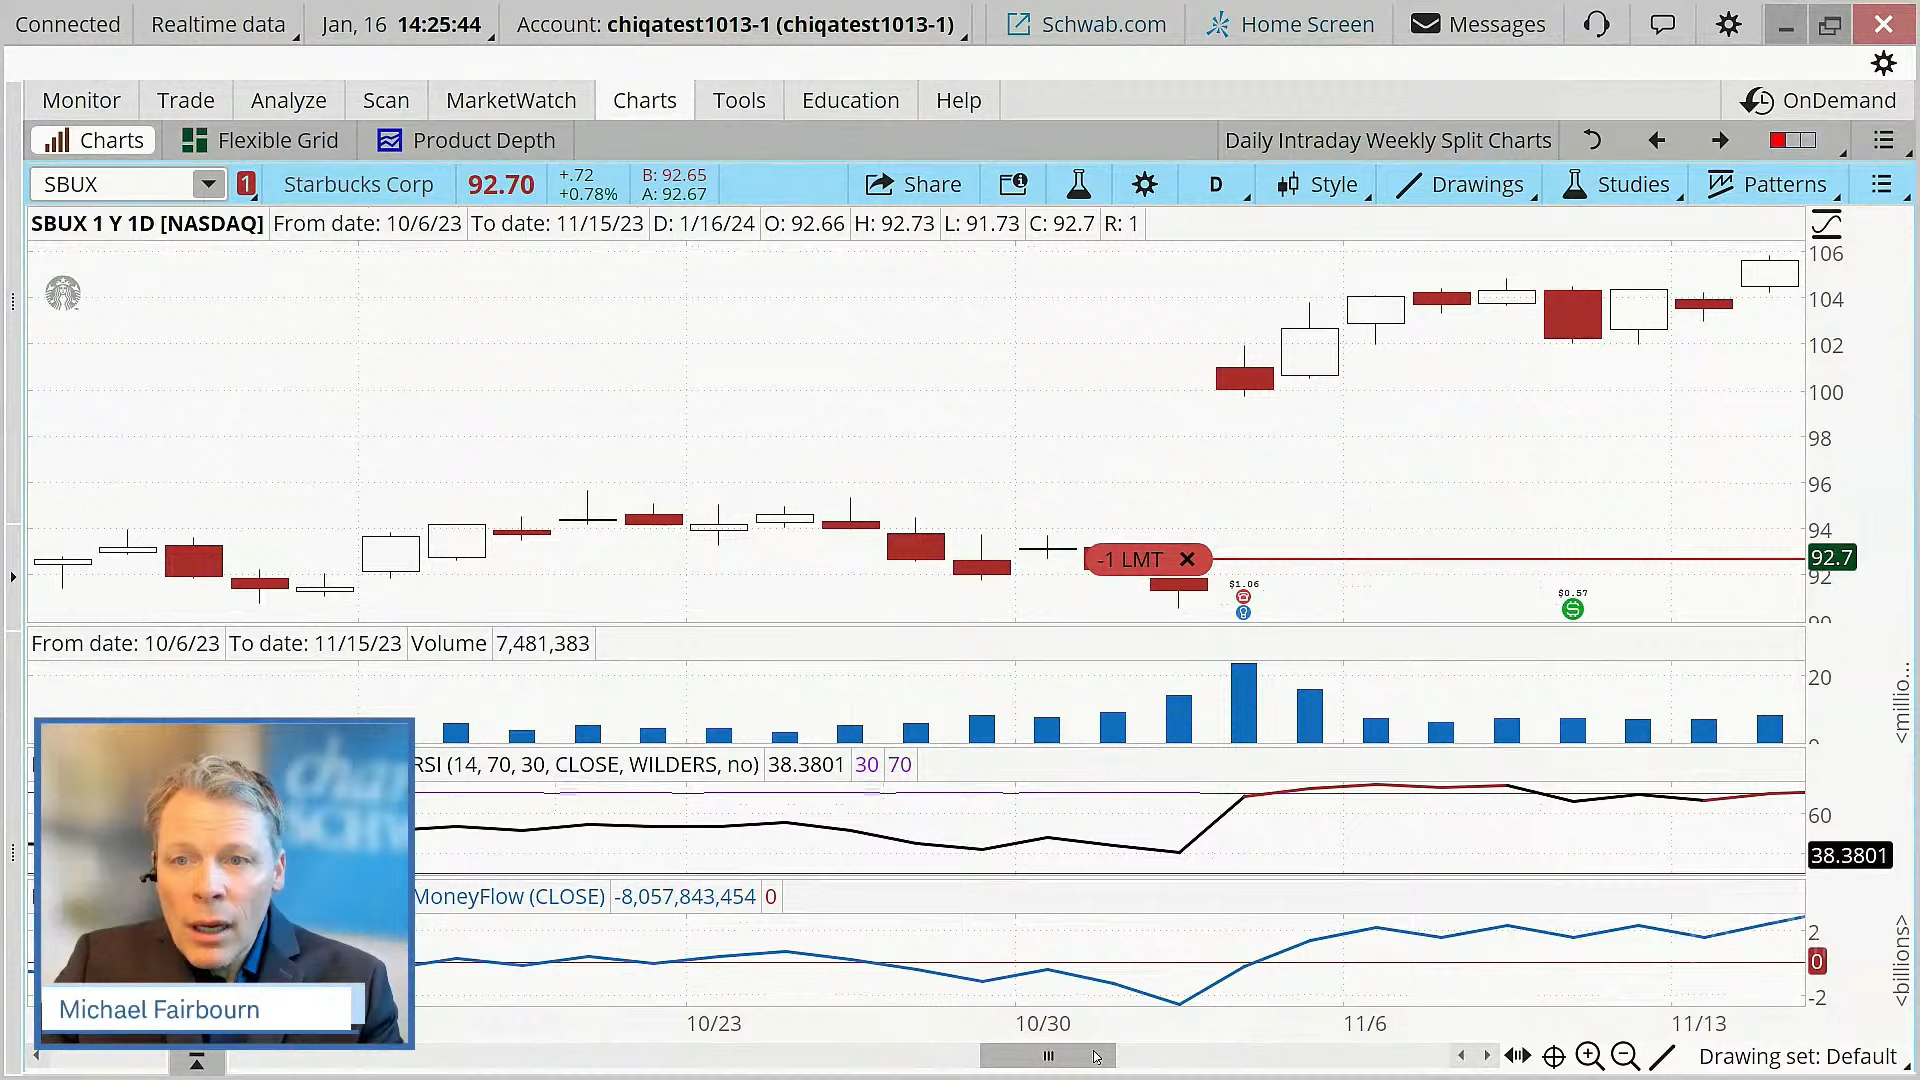 Connected Realtime data Jan, 16 14:25:44 Account: chiqatest1013-1 (chiqatest1013-1) Schwab.com Home Screen Messages
Monitor Trade Analyze Scan MarketWatch Charts Tools Education Help OnDemand
Charts Flexible Grid Product Depth Daily Intraday Weekly Split Charts
SBUX 1 Starbucks Corp 92.70 +.72 +0.78% B: 92.65 A: 92.67 Share D Style Drawings Studies Patterns
SBUX 1 Y 1D [NASDAQ] From date: 10/6/23 To date: 11/15/23 D: 1/16/24 O: 92.66 H: 92.73 L: 91.73 C: 92.7 R: 1
106
104
102
100
98
96
94
-1 LMT
92.7
92
$1.06
$0.57
From date: 10/6/23 To date: 11/15/23 Volume 7,481,383
20
<millio...
RSI (14, 70, 30, CLOSE, WILDERS, no) 38.3801 30 70
60
38.3801
MoneyFlow (CLOSE) -8,057,843,454 0
2
0
-2
<billions>
Michael Fairbourn
10/23 10/30 11/6 11/13
Drawing set: Default